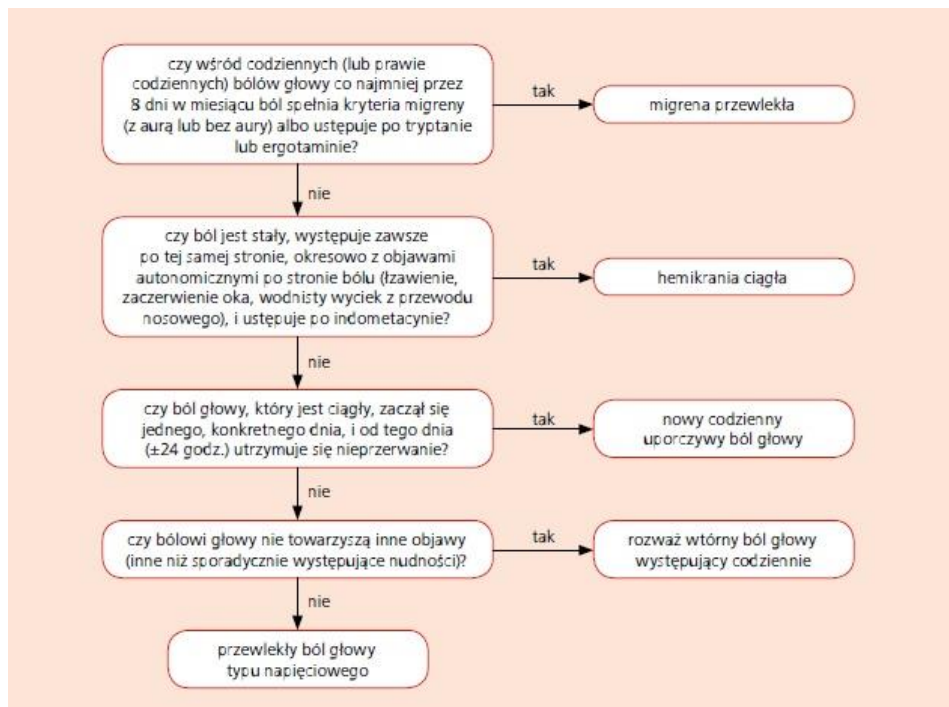 czy wśród codziennych (lub prawie
codziennych) bólów głowy co najmniej przez
8 dni w miesiącu ból spełnia kryteria migreny
(z aurą lub bez aury) albo ustępuje po tryptanie
lub ergotaminie?
tak
migrena przewlekła
nie
czy ból jest stały, występuje zawsze
po tej samej stronie, okresowo z objawami
autonomicznymi po stronie bólu (łzawienie,
zaczerwienie oka, wodnisty wyciek z przewodu
nosowego), i ustępuje po indometacynie?
tak
hemikrania ciągła
nie
czy ból głowy, który jest ciągły, zaczął się
jednego, konkretnego dnia, i od tego dnia
(±24 godz.) utrzymuje się nieprzerwanie?
tak
nowy codzienny
uporczywy ból głowy
nie
czy bólowi głowy nie towarzyszą inne objawy
(inne niż sporadycznie występujące nudności)?
tak
rozważ wtórny ból głowy
występujący codziennie
nie
przewlekły ból głowy
typu napięciowego